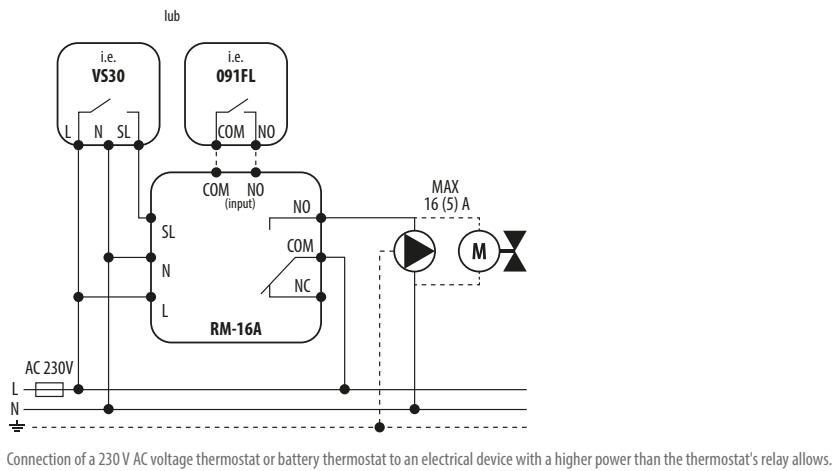 lub
i.e.
VS30
i.e.
091FL
L N SL
COM NO
COM NO
(input)
MAX
16 (5) A
NO
SL
COM
M
N
NC
L
RM-16A
AC 230V
L
N
Connection of a 230 V AC voltage thermostat or battery thermostat to an electrical device with a higher power than the thermostat's relay allows.